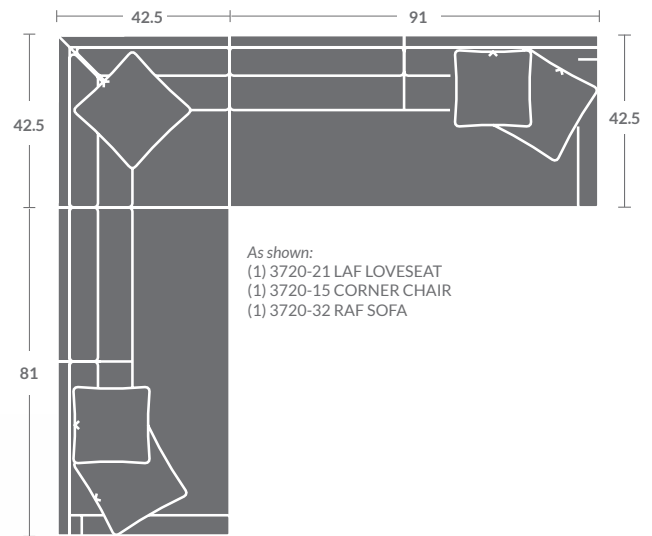 42.5
91
42.5
42.5
As shown:
(1) 3720-21 LAF LOVESEAT
(1) 3720-15 CORNER CHAIR
(1) 3720-32 RAF SOFA
81